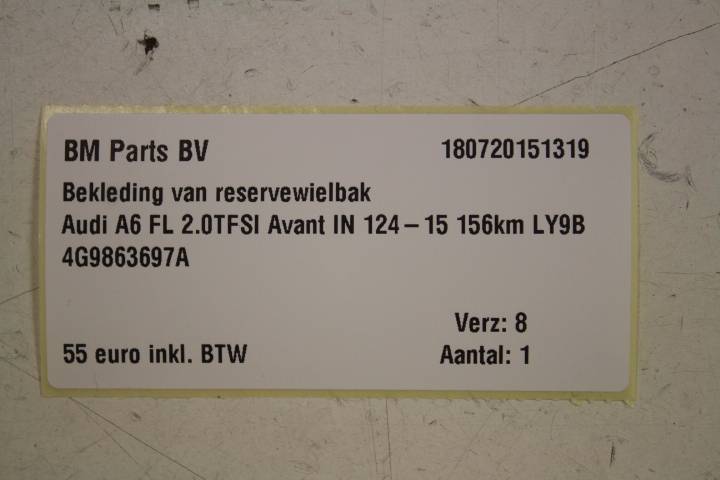 BM Parts BV 180720151319
Bekleding van reservewielbak
Audi A6 FL 2.0TFSI Avant IN 124 – 15 156km LY9B
4G9863697A
Verz: 8
55 euro inkl. BTW Aantal: 1